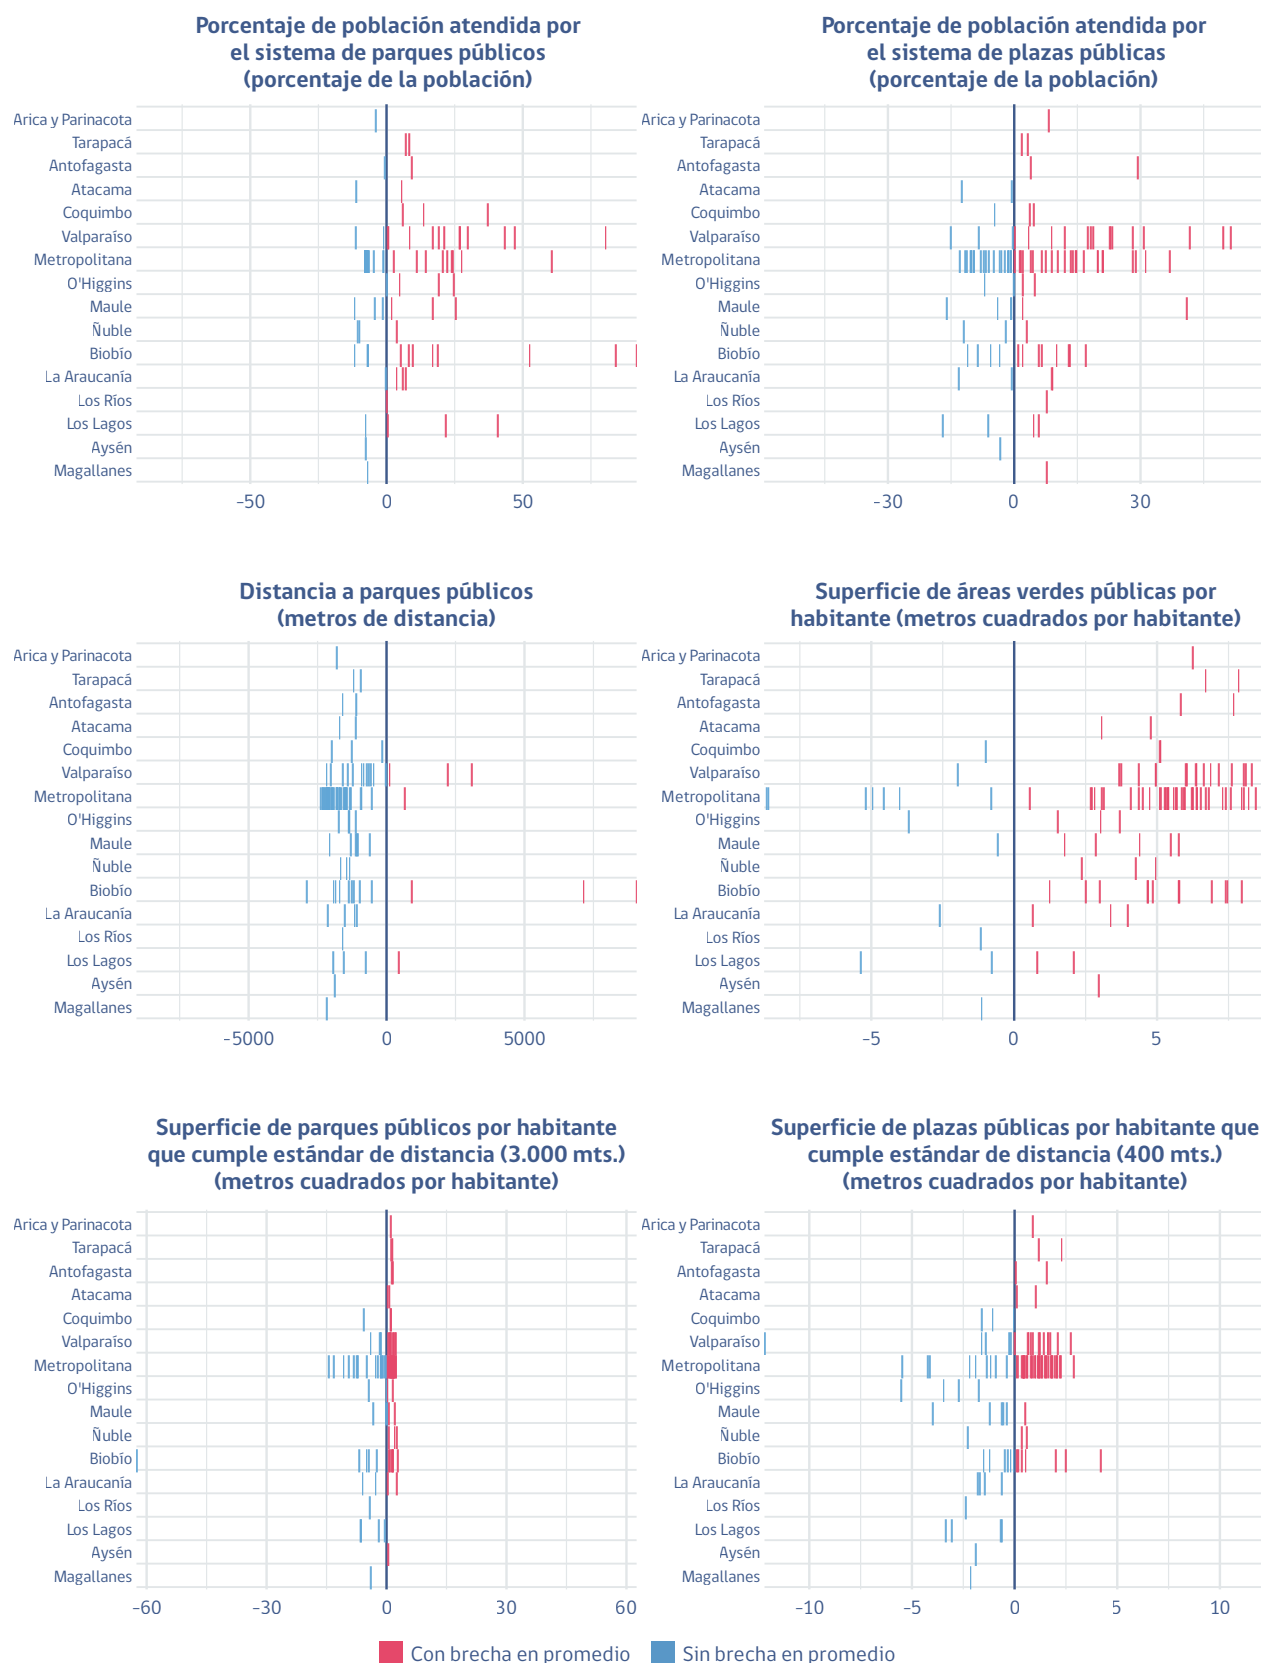 Porcentaje de población atendida por
el sistema de parques públicos
(porcentaje de la población)
Arica y Parinacota
Tarapacá
Antofagasta
Atacama
Coquimbo
Valparaíso
Metropolitana
O'Higgins
Maule
Ñuble
Biobío
La Araucanía
Los Ríos
Los Lagos
Aysén
Magallanes
-50 0 50
Porcentaje de población atendida por
el sistema de plazas públicas
(porcentaje de la población)
Arica y Parinacota
Tarapacá
Antofagasta
Atacama
Coquimbo
Valparaíso
Metropolitana
O'Higgins
Maule
Ñuble
Biobío
La Araucanía
Los Ríos
Los Lagos
Aysén
Magallanes
-30 0 30
Distancia a parques públicos
(metros de distancia)
Arica y Parinacota
Tarapacá
Antofagasta
Atacama
Coquimbo
Valparaíso
Metropolitana
O'Higgins
Maule
Ñuble
Biobío
La Araucanía
Los Ríos
Los Lagos
Aysén
Magallanes
-5000 0 5000
Superficie de áreas verdes públicas por
habitante (metros cuadrados por habitante)
Arica y Parinacota
Tarapacá
Antofagasta
Atacama
Coquimbo
Valparaíso
Metropolitana
O'Higgins
Maule
Ñuble
Biobío
La Araucanía
Los Ríos
Los Lagos
Aysén
Magallanes
-5 0 5
Superficie de parques públicos por habitante
que cumple estándar de distancia (3.000 mts.)
(metros cuadrados por habitante)
Arica y Parinacota
Tarapacá
Antofagasta
Atacama
Coquimbo
Valparaíso
Metropolitana
O'Higgins
Maule
Ñuble
Biobío
La Araucanía
Los Ríos
Los Lagos
Aysén
Magallanes
-60 -30 0 30 60
Superficie de plazas públicas por habitante que
cumple estándar de distancia (400 mts.)
(metros cuadrados por habitante)
Arica y Parinacota
Tarapacá
Antofagasta
Atacama
Coquimbo
Valparaíso
Metropolitana
O'Higgins
Maule
Ñuble
Biobío
La Araucanía
Los Ríos
Los Lagos
Aysén
Magallanes
-10 -5 0 5 10
Con brecha en promedio Sin brecha en promedio